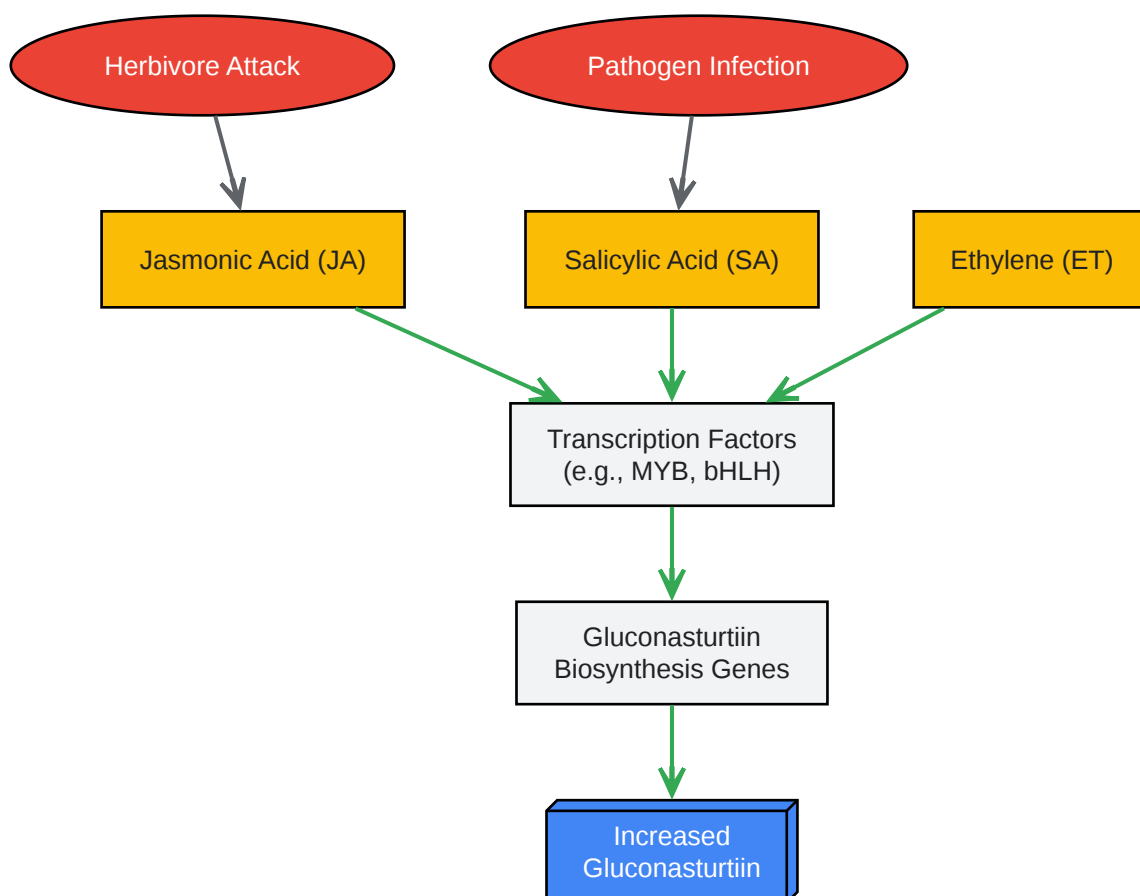 Herbivore Attack
Pathogen Infection
Jasmonic Acid (JA)
Salicylic Acid (SA)
Ethylene (ET)
Transcription Factors
(e.g., MYB, bHLH)
Gluconasturtiin
Biosynthesis Genes
Increased
Gluconasturtiin